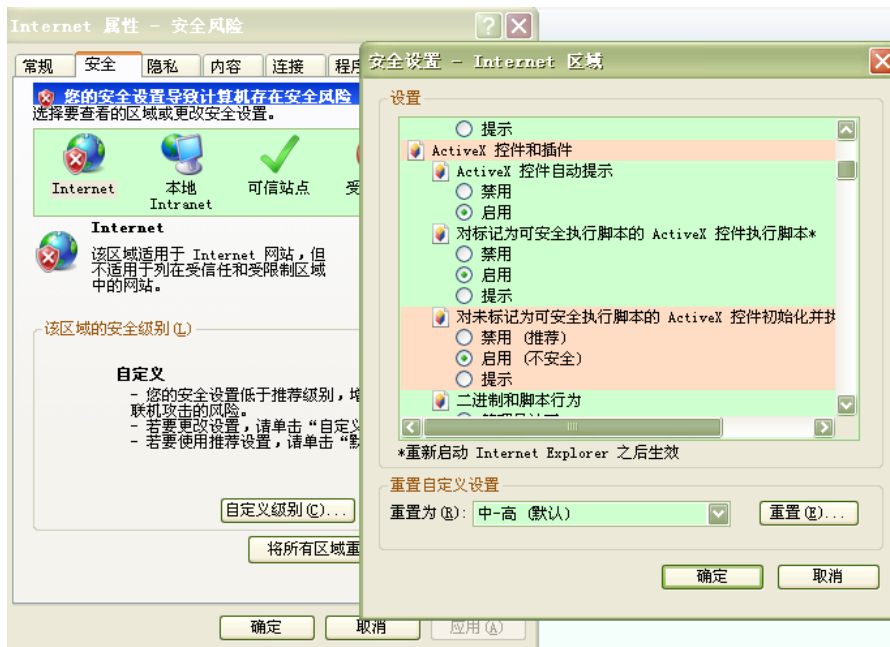 Internet 属性 - 安全风险
常规
安全
隐私
内容
连接
程序
您的安全设置导致计算机存在安全风险
选择要查看的区域或更改安全设置。
Internet
本地
Intranet
可信站点
受
Internet
该区域适用于 Internet 网站，但
不适用于列在受信任和受限制区域
中的网站。
该区域的安全级别(L)
自定义
- 您的安全设置低于推荐级别，增
联机攻击的风险。
- 若要更改设置，请单击“自定义
- 若要使用推荐设置，请单击“默
自定义级别(C)...
将所有区域重
确定
取消
应用(A)
安全设置 - Internet 区域
设置
提示
ActiveX 控件和插件
ActiveX 控件自动提示
禁用
启用
对标记为可安全执行脚本的 ActiveX 控件执行脚本*
禁用
启用
提示
对未标记为可安全执行脚本的 ActiveX 控件初始化并执
禁用 (推荐)
启用 (不安全)
提示
二进制和脚本行为
*重新启动 Internet Explorer 之后生效
重置自定义设置
重置为(R):
中-高 (默认)
重置(E)...
确定
取消